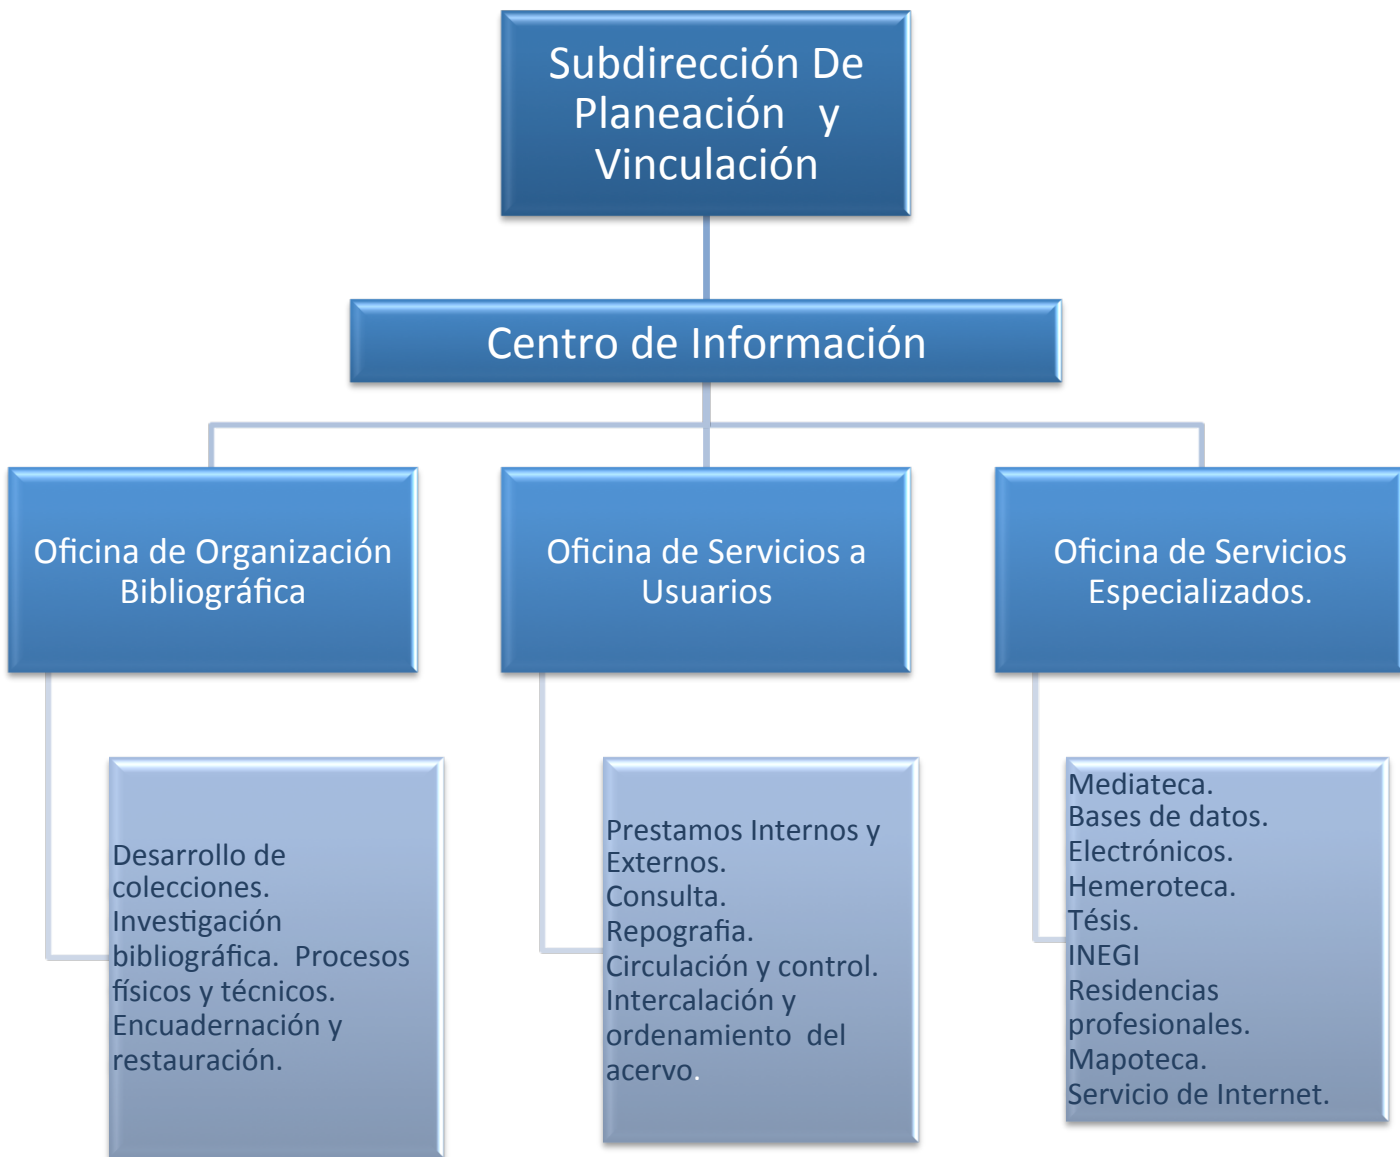 Subdirección De
Planeación y
Vinculación
Centro de Información
Oficina de Organización
Bibliográfica
Oficina de Servicios a
Usuarios
Oficina de Servicios
Especializados.
Desarrollo de
colecciones.
Investigación
bibliográfica. Procesos
físicos y técnicos.
Encuadernación y
restauración.
Prestamos Internos y
Externos.
Consulta.
Repografia.
Circulación y control.
Intercalación y
ordenamiento del
acervo.
Mediateca.
Bases de datos.
Electrónicos.
Hemeroteca.
Tésis.
INEGI
Residencias
profesionales.
Mapoteca.
Servicio de Internet.